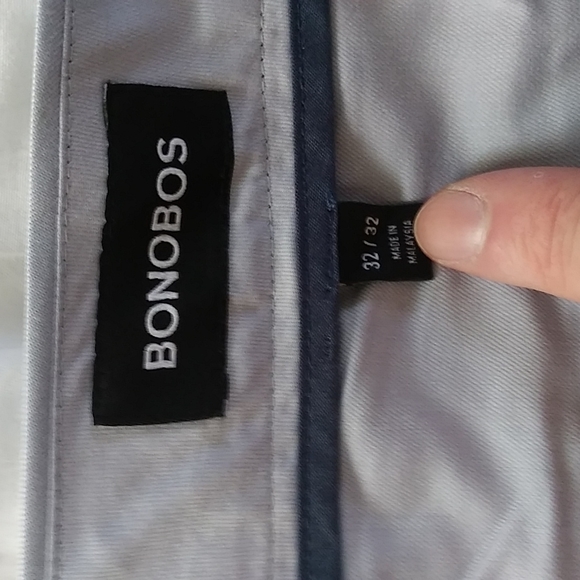 BONOBOS
32 / 32
MADE IN
MALAYSIA